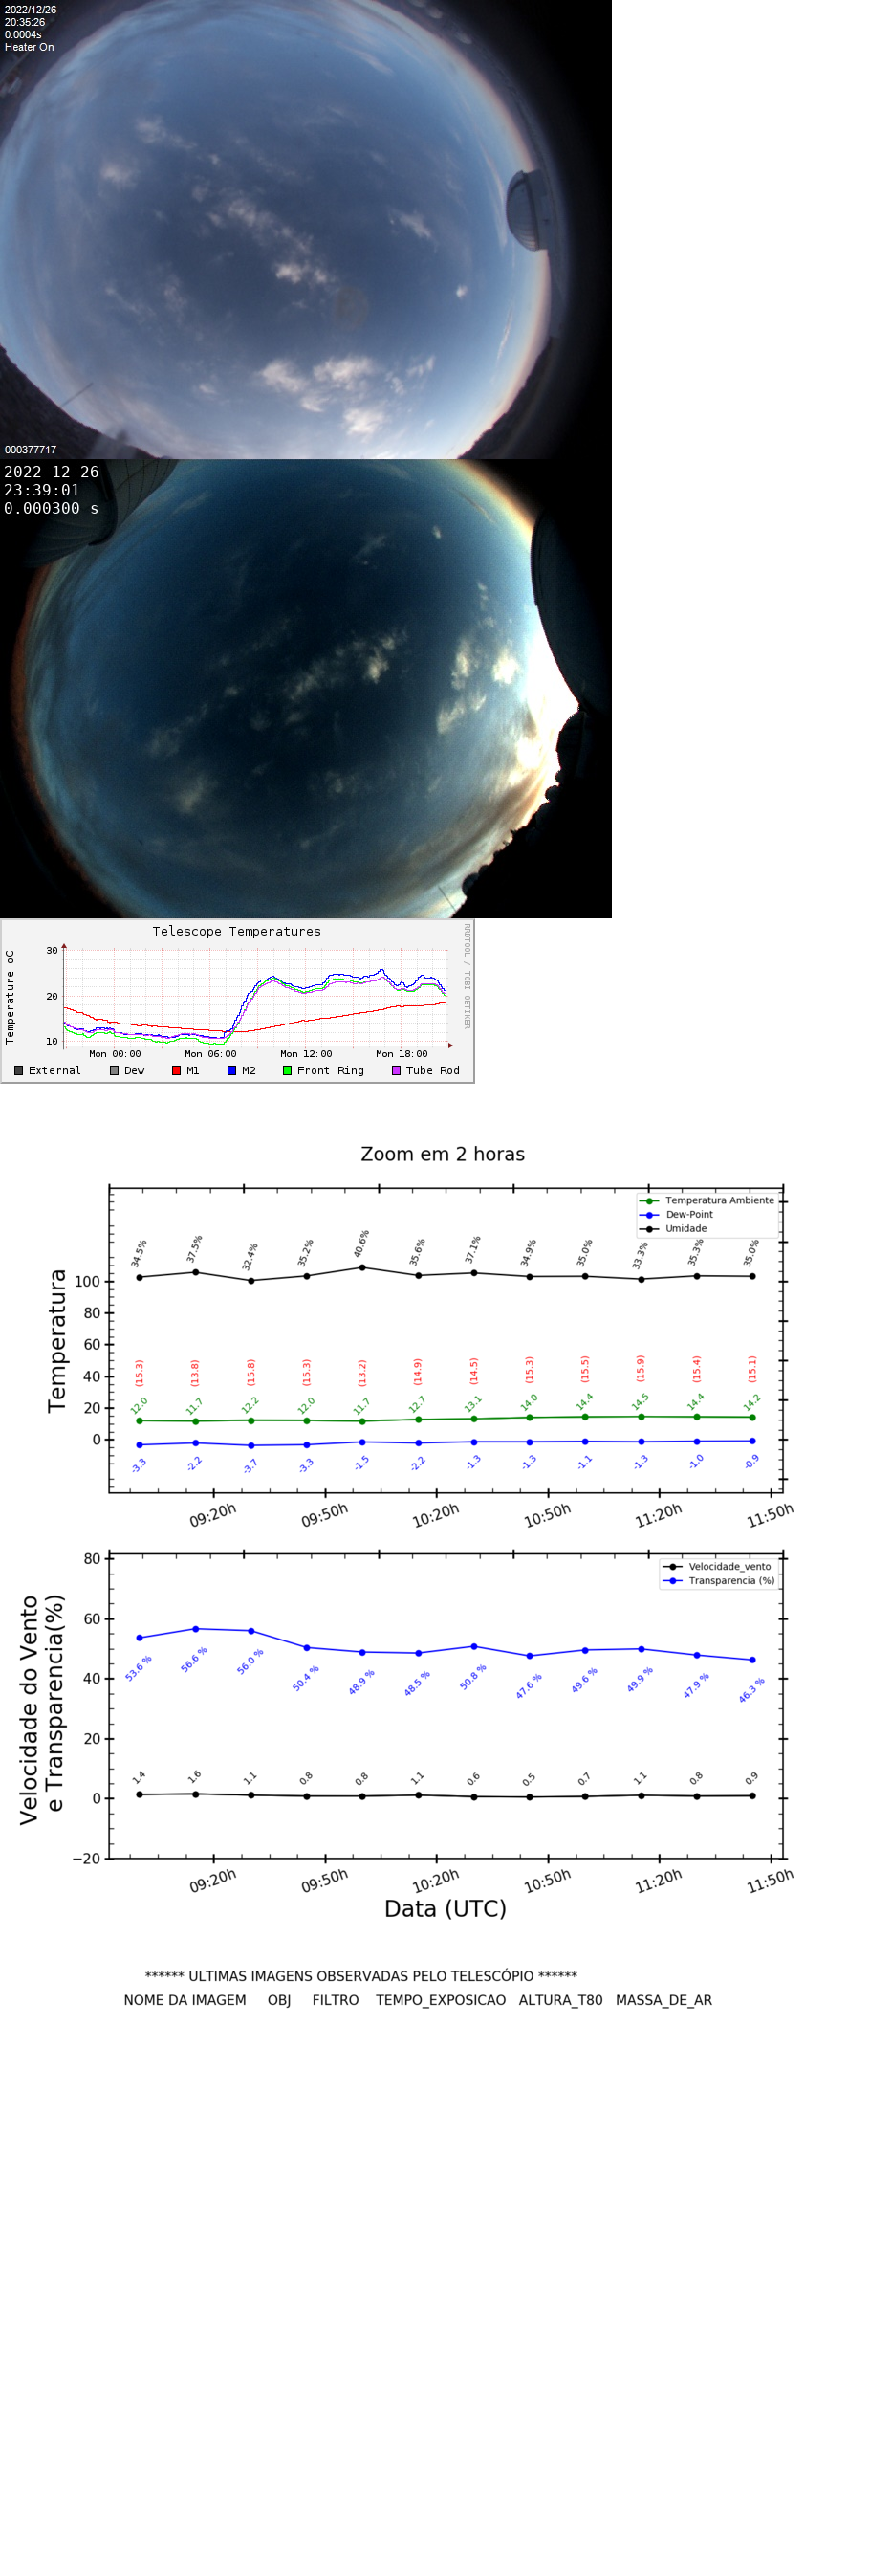 2022/12/26
20:35:26
0.0004s
Heater On
000377717
2022-12-26
23:39:01
0.000300 s
Telescope Temperatures
RRDTOOL / TOBI OETIKER
Temperature oC
30
20
10
Mon 00:00 Mon 06:00 Mon 12:00 Mon 18:00
External Dew M1 M2 Front Ring Tube Rod
Zoom em 2 horas
Temperatura Ambiente
Dew-Point
Umidade
34.5% 37.5% 32.4% 35.2% 40.6% 35.6% 37.1% 34.9% 35.0% 33.3% 35.3% 35.0%
Temperatura
100
80
60
40
20
0
(15.3) (13.8) (15.8) (15.3) (13.2) (14.9) (14.5) (15.3) (15.5) (15.9) (15.4) (15.1)
12.0 11.7 12.2 12.0 11.7 12.7 13.1 14.0 14.4 14.5 14.4 14.2
-3.3 -2.2 -3.7 -3.3 -1.5 -2.2 -1.3 -1.3 -1.1 -1.3 -1.0 -0.9
09:20h 09:50h 10:20h 10:50h 11:20h 11:50h
Velocidade_vento
Transparencia (%)
Velocidade do Vento
e Transparencia(%)
80
60
40
20
0
−20
53.6 % 56.6 % 56.0 % 50.4 % 48.9 % 48.5 % 50.8 % 47.6 % 49.6 % 49.9 % 47.9 % 46.3 %
1.4 1.6 1.1 0.8 0.8 1.1 0.6 0.5 0.7 1.1 0.8 0.9
09:20h 09:50h 10:20h 10:50h 11:20h 11:50h
Data (UTC)
****** ULTIMAS IMAGENS OBSERVADAS PELO TELESCÓPIO ******
NOME DA IMAGEM OBJ FILTRO TEMPO_EXPOSICAO ALTURA_T80 MASSA_DE_AR